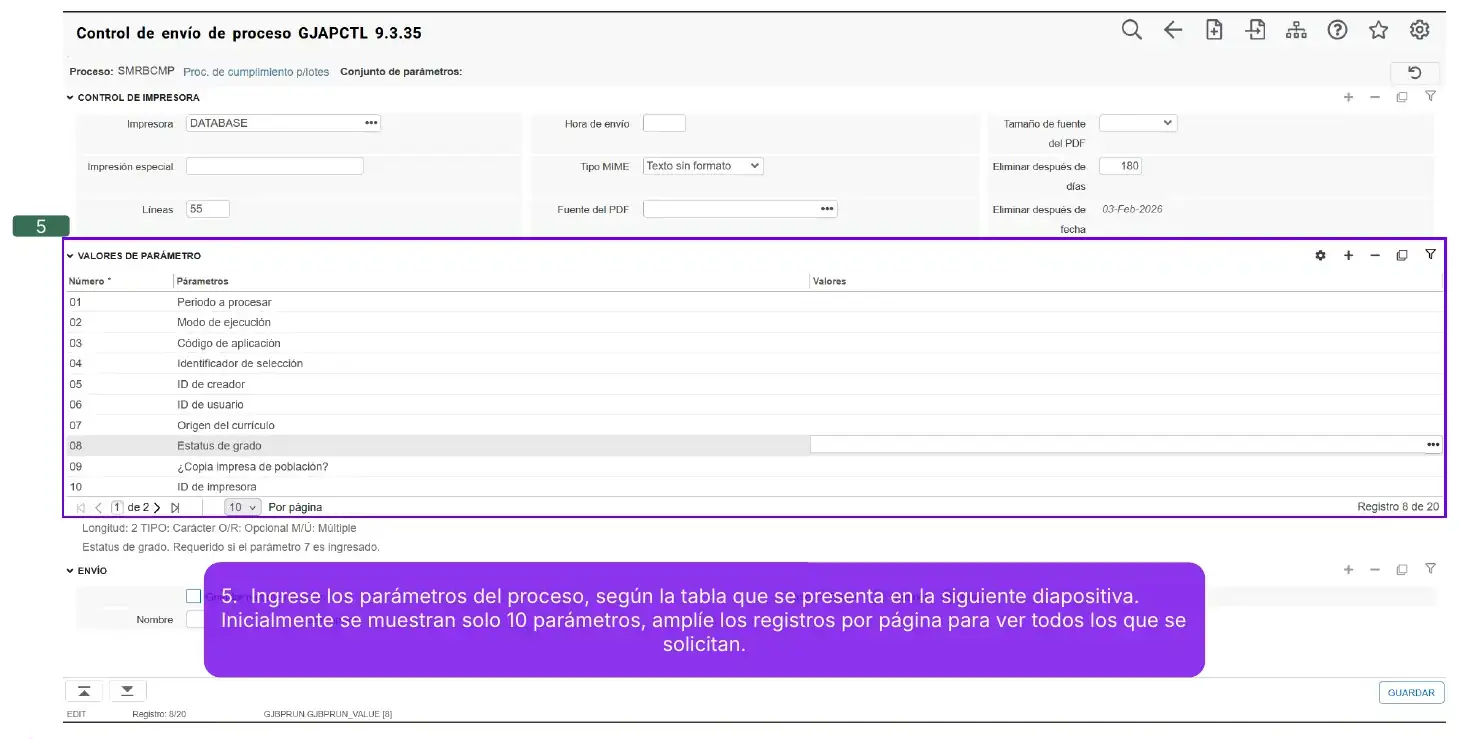 Control de envío de proceso GJAPCTL 9.3.35
Proceso: SMRBCMP Proc. de cumplimiento p/lotes Conjunto de parámetros:
CONTROL DE IMPRESORA
Impresora DATABASE
Hora de envío
Tamaño de fuente del PDF
Impresión especial
Tipo MIME Texto sin formato
Eliminar después de días 180
Líneas 55
Fuente del PDF
Eliminar después de fecha 03-Feb-2026
5
VALORES DE PARÁMETRO
Número * Párametros Valores
01 Periodo a procesar
02 Modo de ejecución
03 Código de aplicación
04 Identificador de selección
05 ID de creador
06 ID de usuario
07 Origen del currículo
08 Estatus de grado
09 ¿Copia impresa de población?
10 ID de impresora
1 de 2 10 Por página Registro 8 de 20
Longitud: 2 TIPO: Carácter O/R: Opcional M/Ú: Múltiple
Estatus de grado. Requerido si el parámetro 7 es ingresado.
ENVÍO
5. Ingrese los parámetros del proceso, según la tabla que se presenta en la siguiente diapositiva.
Nombre
Inicialmente se muestran solo 10 parámetros, amplíe los registros por página para ver todos los que se
solicitan.
GUARDAR
EDIT Registro: 8/20 GJBPRUN.GJBPRUN_VALUE [8]